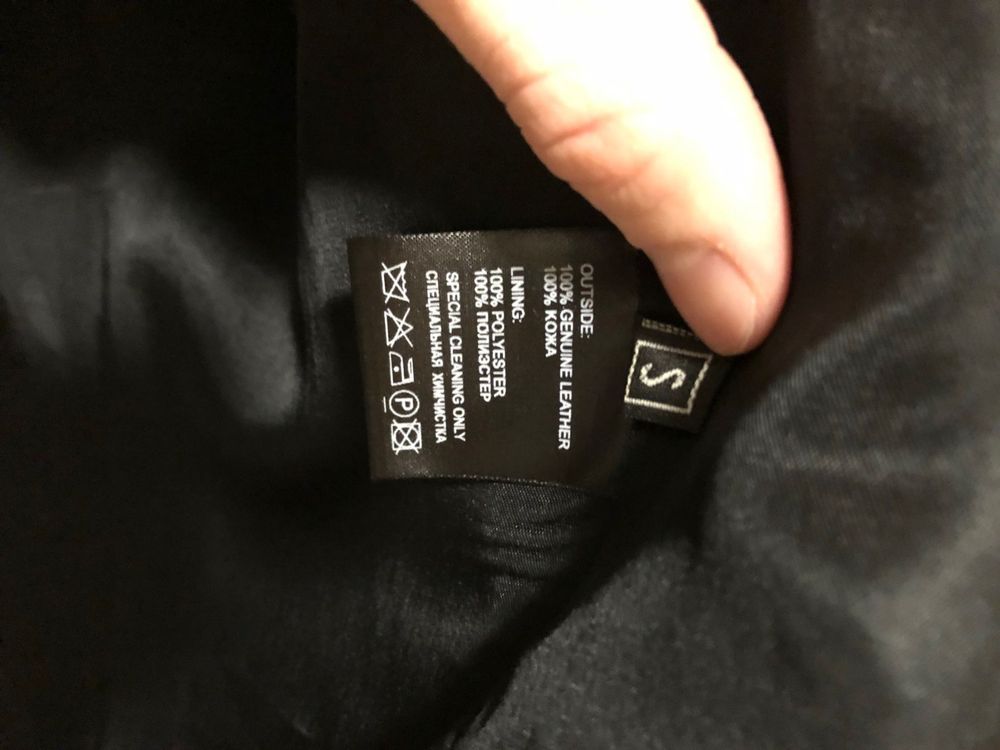 S
OUTSIDE:
100% GENUINE LEATHER
100% КОЖА
LINING:
100% POLYESTER
100% ПОЛИЭСТЕР
SPECIAL CLEANING ONLY
СПЕЦИАЛЬНАЯ ХИМЧИСТКА
P